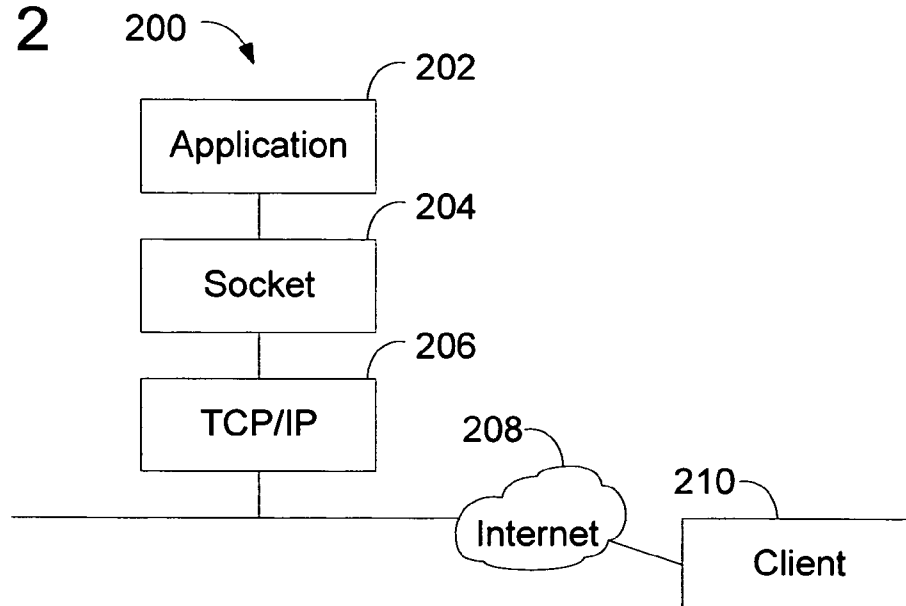 2
200
202
Application
204
Socket
206
TCP/IP
208
Internet
210
Client